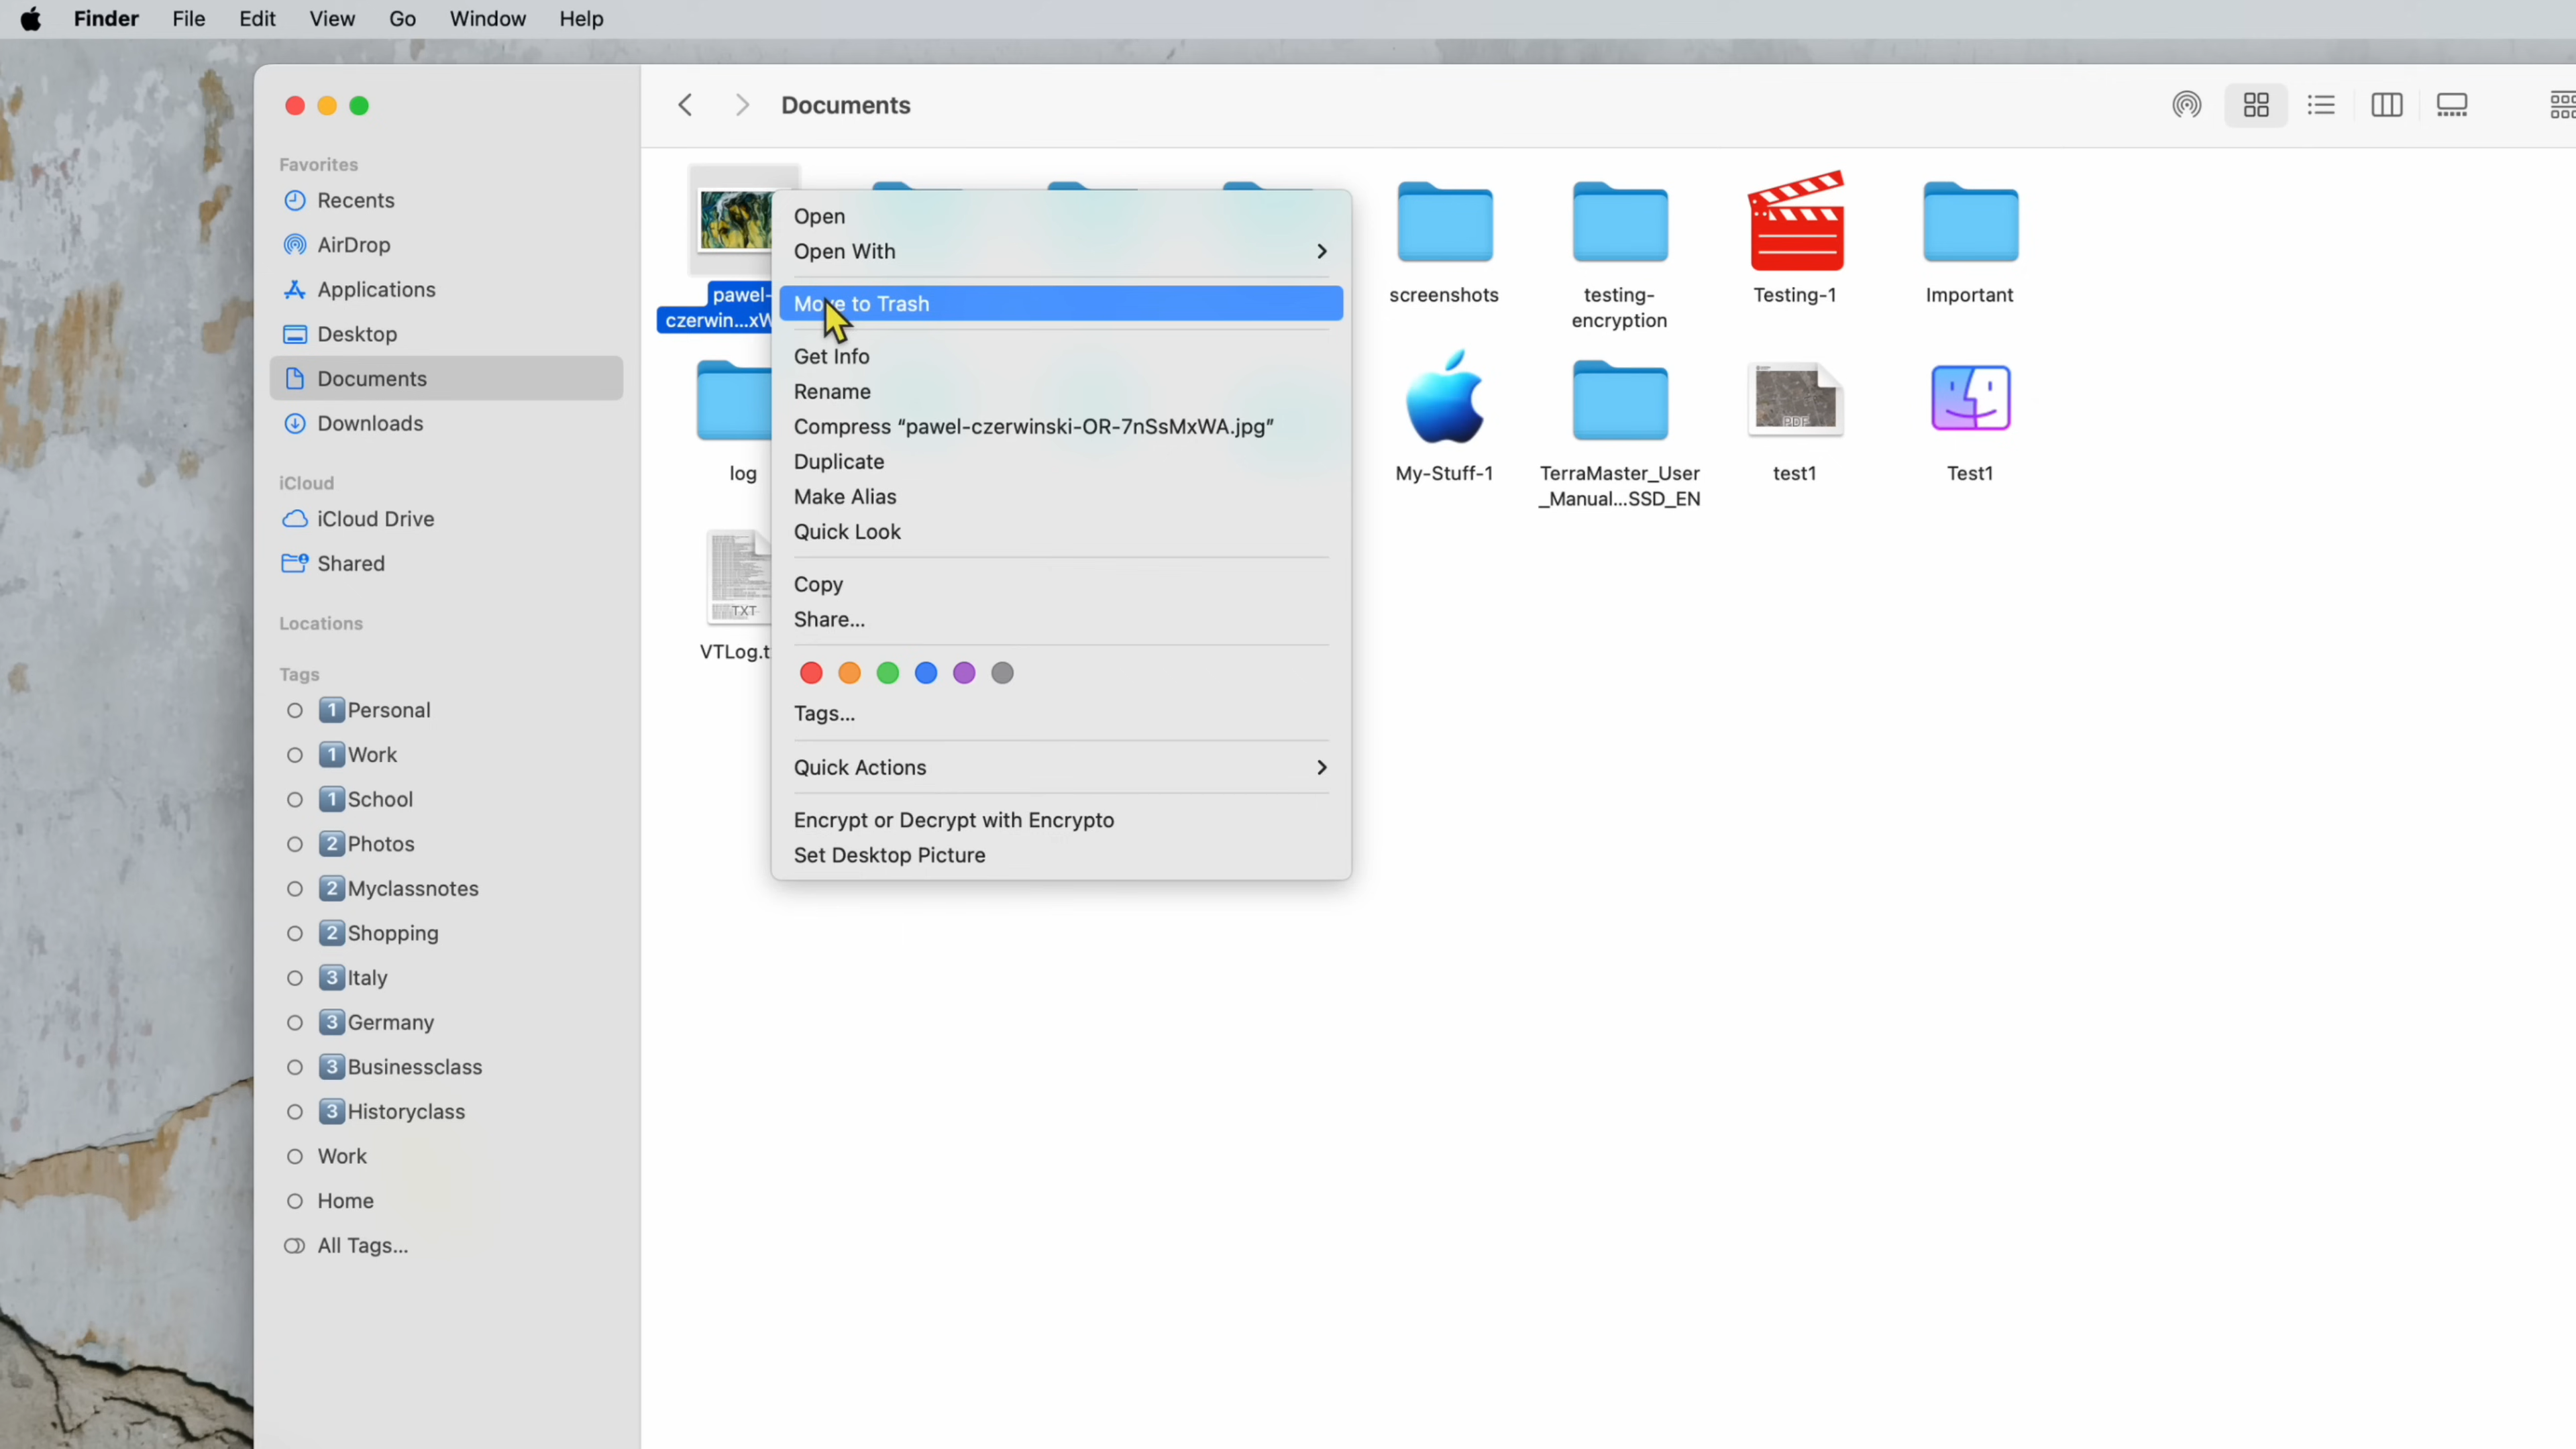 Finder File Edit View Go Window Help
Documents
Favorites
Recents
AirDrop
Applications
Desktop
Documents
Downloads
iCloud
iCloud Drive
Shared
Locations
Tags
1 Personal
1 Work
1 School
2 Photos
2 Myclassnotes
2 Shopping
3 Italy
3 Germany
3 Businessclass
3 Historyclass
Work
Home
All Tags...
pawel-
czerwin...xW
log
TXT
VTLog.t
Open
Open With
Move to Trash
Get Info
Rename
Compress “pawel-czerwinski-OR-7nSsMxWA.jpg”
Duplicate
Make Alias
Quick Look
Copy
Share...
Tags...
Quick Actions
Encrypt or Decrypt with Encrypto
Set Desktop Picture
screenshots
testing-
encryption
Testing-1
Important
My-Stuff-1
TerraMaster_User
_Manual...SSD_EN
PDF
test1
Test1